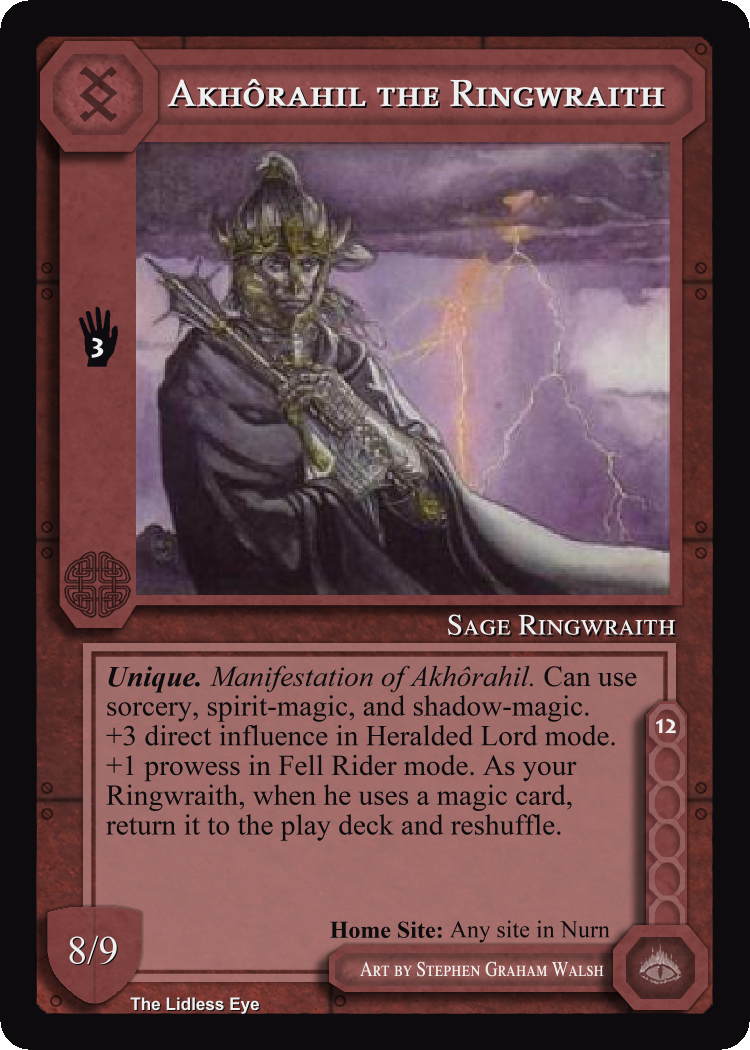 Akhôrahil the Ringwraith
3
Sage Ringwraith
Unique. Manifestation of Akhôrahil. Can use
sorcery, spirit-magic, and shadow-magic.
+3 direct influence in Heralded Lord mode.
+1 prowess in Fell Rider mode. As your
Ringwraith, when he uses a magic card,
return it to the play deck and reshuffle.
12
Home Site: Any site in Nurn
8/9
Art by Stephen Graham Walsh
The Lidless Eye